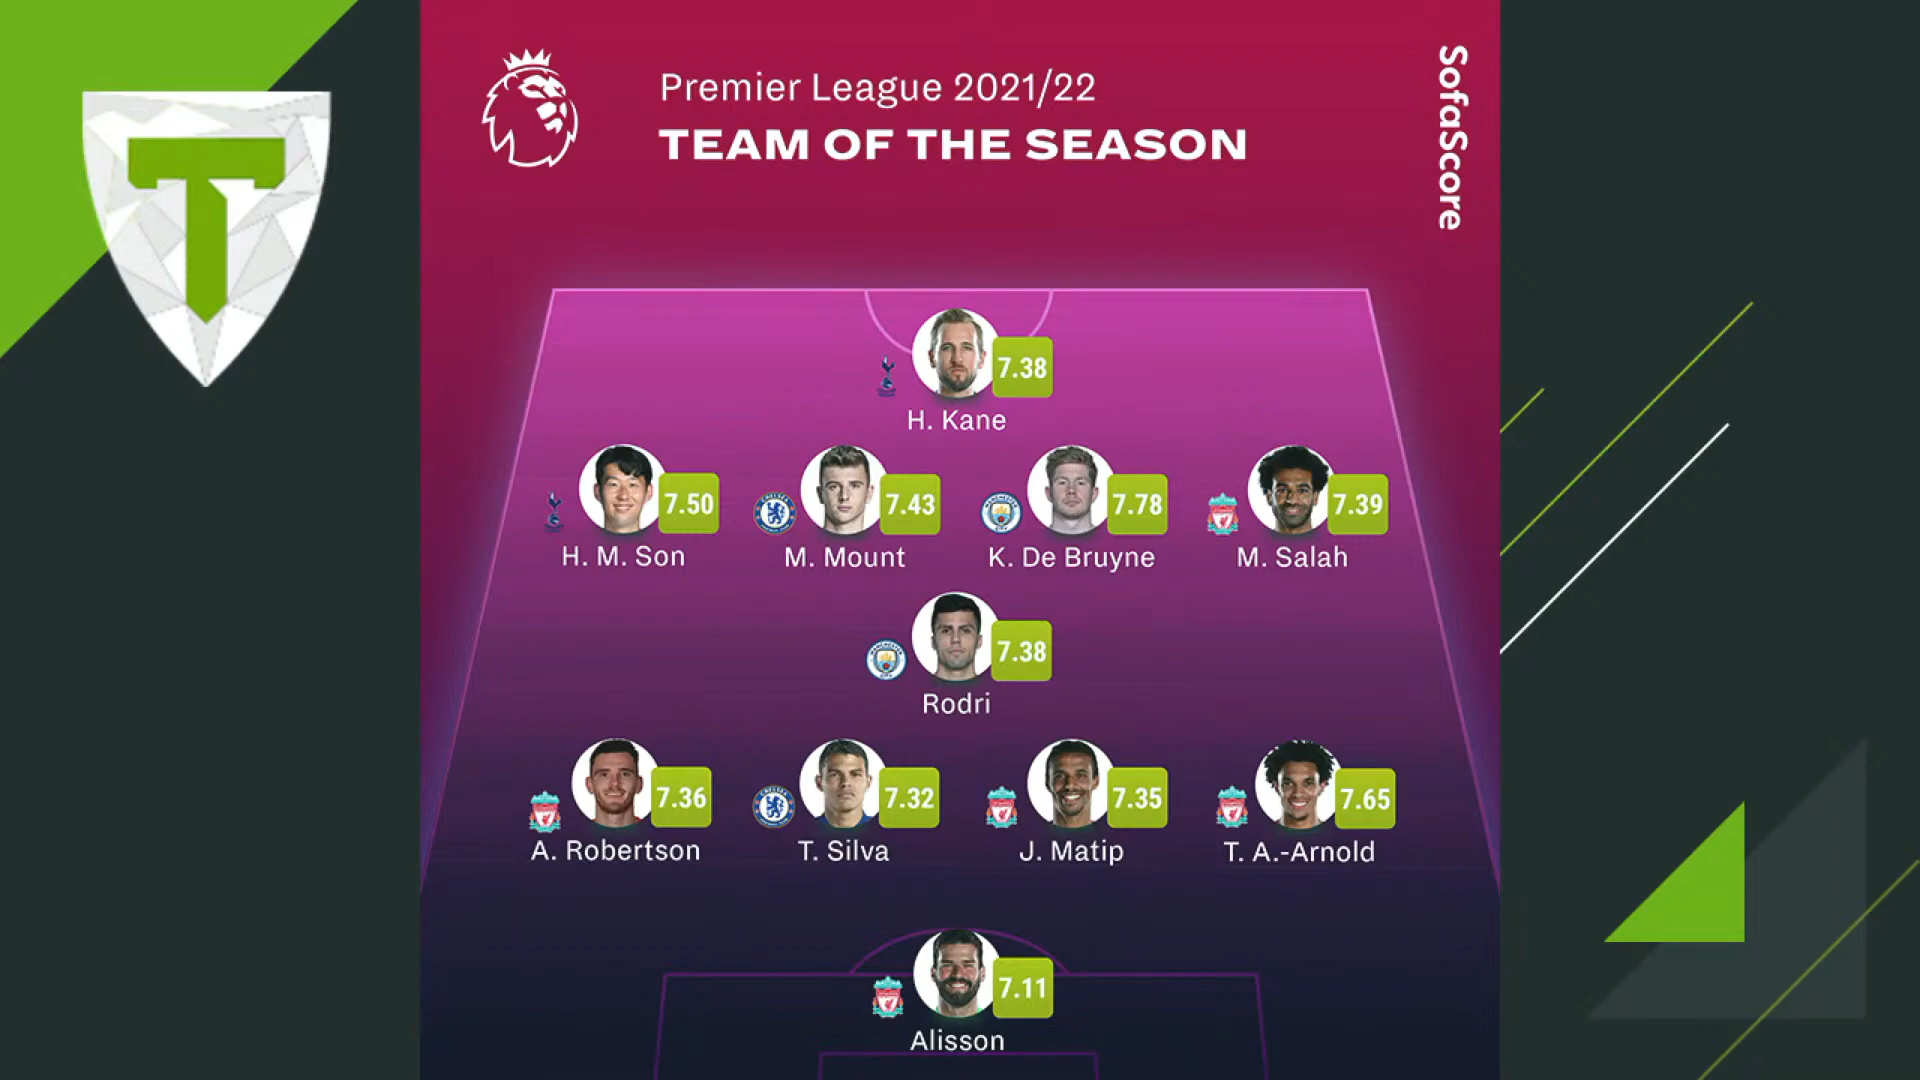 Premier League 2021/22
TEAM OF THE SEASON
SofaScore
T
7.38
H. Kane
7.50
H. M. Son
7.43
M. Mount
7.78
K. De Bruyne
7.39
M. Salah
7.38
Rodri
7.36
A. Robertson
7.32
T. Silva
7.35
J. Matip
7.65
T. A.-Arnold
7.11
Alisson